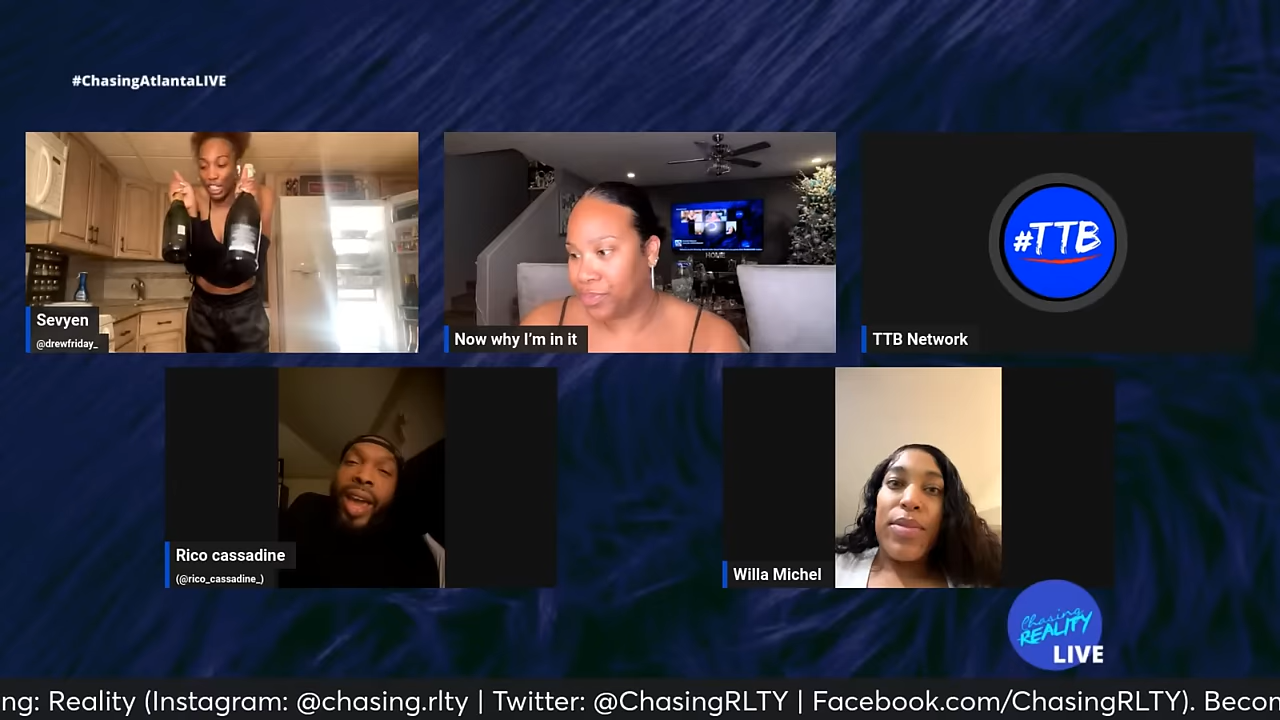 #ChasingAtlantaLIVE
Sevyen
@drewfriday_
Now why I'm in it
#TTB
TTB Network
HOME
Rico cassadine
(@rico_cassadine_)
Willa Michel
Chasing
REALITY
LIVE
ng: Reality (Instagram: @chasing.rlty | Twitter: @ChasingRLTY | Facebook.com/ChasingRLTY). Becon